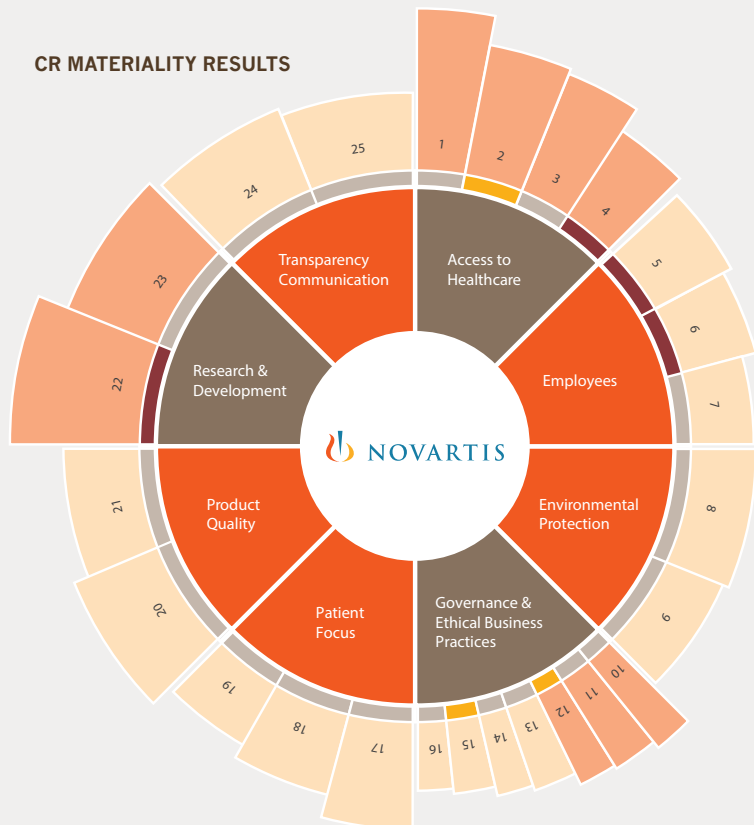 CR MATERIALITY RESULTS
1
2
3
4
5
6
7
8
9
10
11
12
13
14
15
16
17
18
19
20
21
22
23
24
25
Transparency
Communication
Access to
Healthcare
Research &
Development
Employees
NOVARTIS
Product
Quality
Environmental
Protection
Patient
Focus
Governance &
Ethical Business
Practices